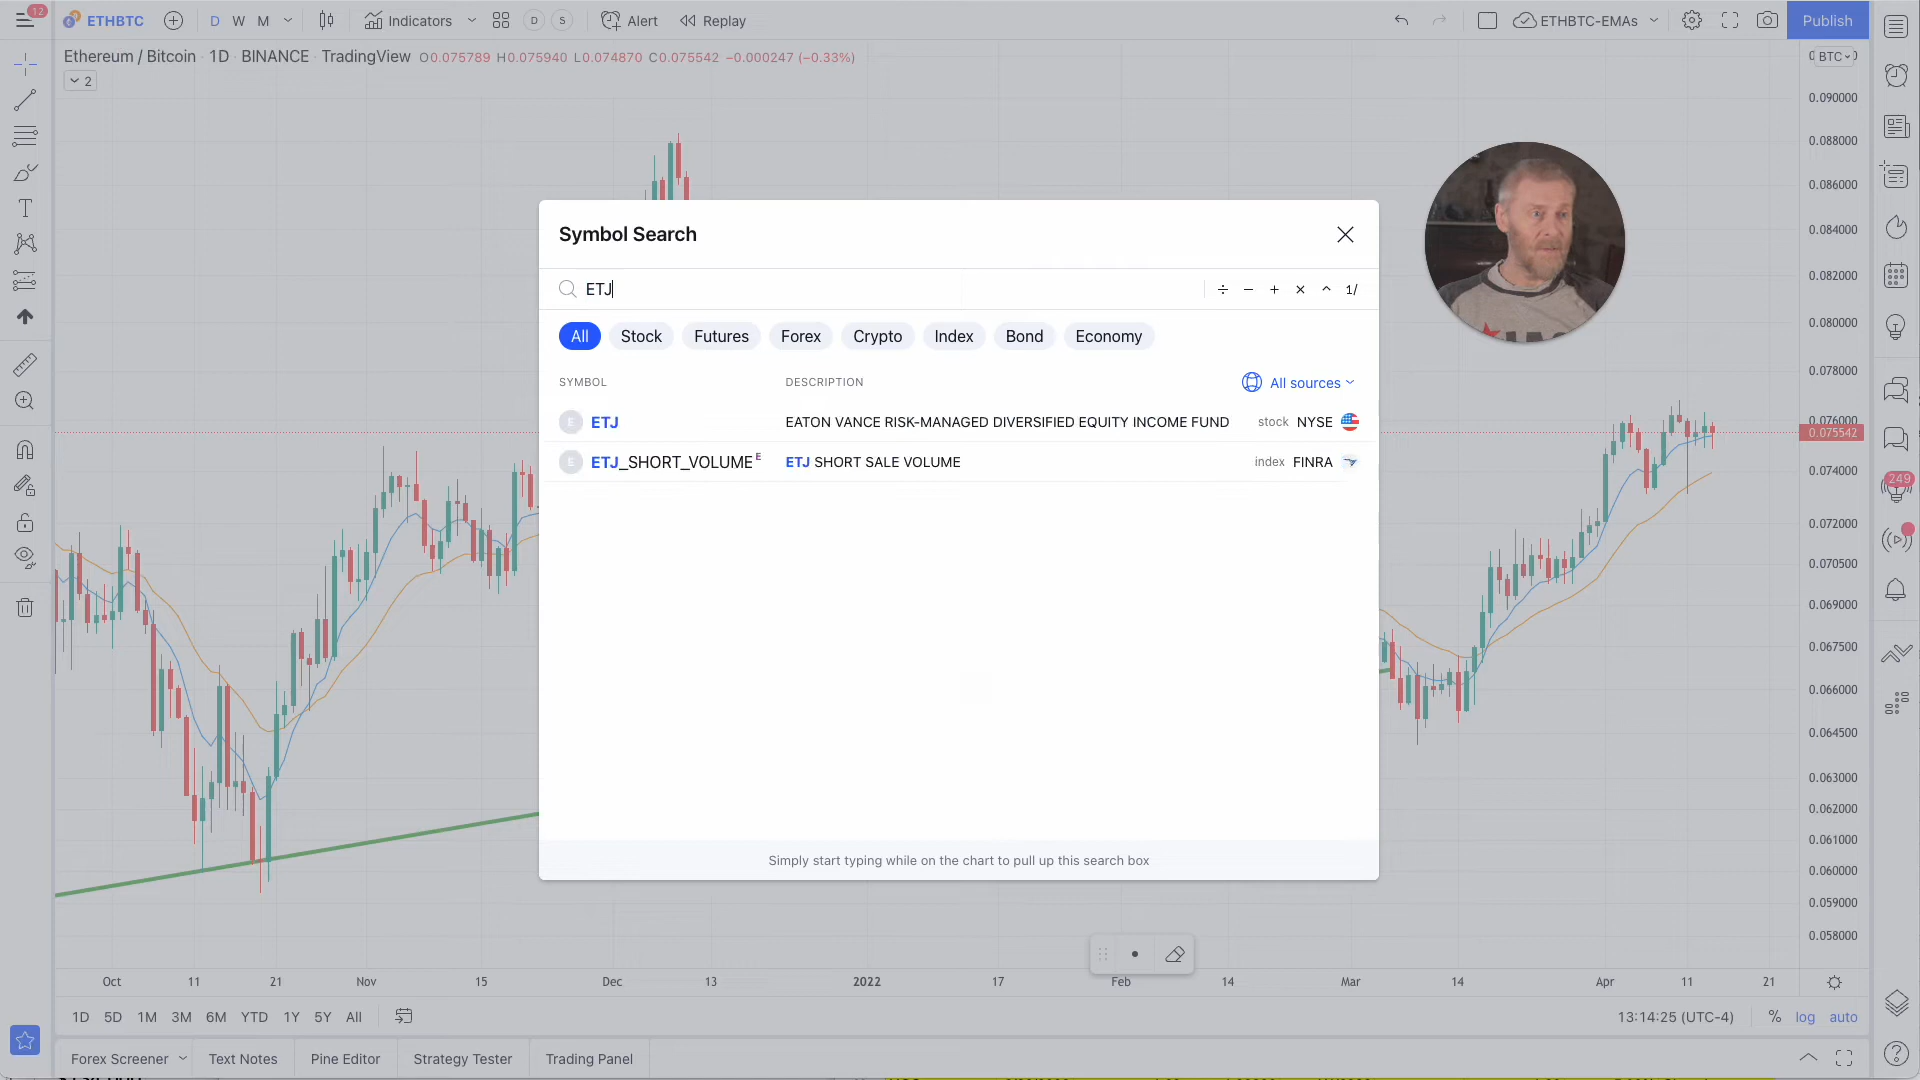 12
ETHBTC
D W M
Indicators
D S
Alert
Replay
ETHBTC-EMAs
Publish
Ethereum / Bitcoin · 1D · BINANCE · TradingView O0.075789 H0.075940 L0.074870 C0.075542 −0.000247 (−0.33%)
BTC
2
0.090000
0.088000
0.086000
0.084000
0.082000
0.080000
0.078000
0.076000
0.075542
0.074000
0.072000
0.070500
0.069000
0.067500
0.066000
0.064500
0.063000
0.062000
0.061000
0.060000
0.059000
0.058000
249
Symbol Search
ETJ
÷ − + × ^ 1/
All Stock Futures Forex Crypto Index Bond Economy
SYMBOL DESCRIPTION All sources
E ETJ EATON VANCE RISK-MANAGED DIVERSIFIED EQUITY INCOME FUND stock NYSE
E ETJ_SHORT_VOLUME E ETJ SHORT SALE VOLUME index FINRA
Simply start typing while on the chart to pull up this search box
Oct 11 21 Nov 15 Dec 13 2022 17 Feb 14 Mar 14 Apr 11 21
1D 5D 1M 3M 6M YTD 1Y 5Y All
13:14:25 (UTC-4) % log auto
Forex Screener Text Notes Pine Editor Strategy Tester Trading Panel